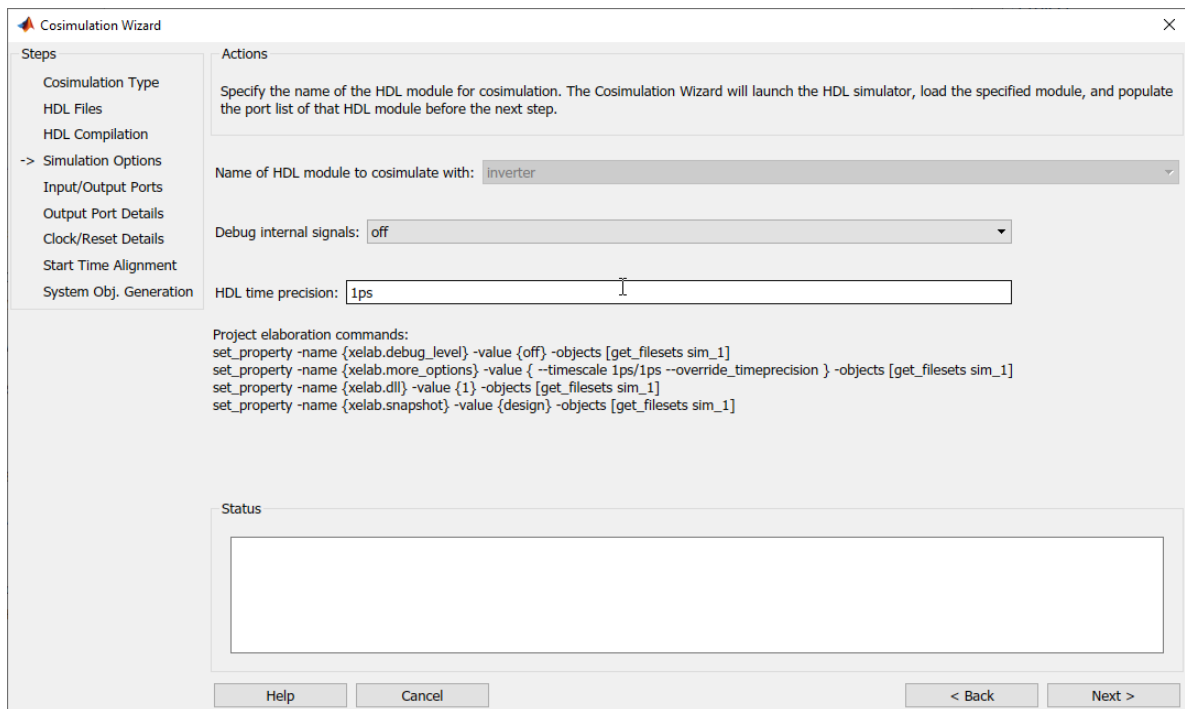 Cosimulation Wizard
Steps
Cosimulation Type
HDL Files
HDL Compilation
-> Simulation Options
Input/Output Ports
Output Port Details
Clock/Reset Details
Start Time Alignment
System Obj. Generation
Actions
Specify the name of the HDL module for cosimulation. The Cosimulation Wizard will launch the HDL simulator, load the specified module, and populate
the port list of that HDL module before the next step.
Name of HDL module to cosimulate with: inverter
Debug internal signals: off
HDL time precision: 1ps
Project elaboration commands:
set_property -name {xelab.debug_level} -value {off} -objects [get_filesets sim_1]
set_property -name {xelab.more_options} -value { --timescale 1ps/1ps --override_timeprecision } -objects [get_filesets sim_1]
set_property -name {xelab.dll} -value {1} -objects [get_filesets sim_1]
set_property -name {xelab.snapshot} -value {design} -objects [get_filesets sim_1]
Status
Help Cancel < Back Next >